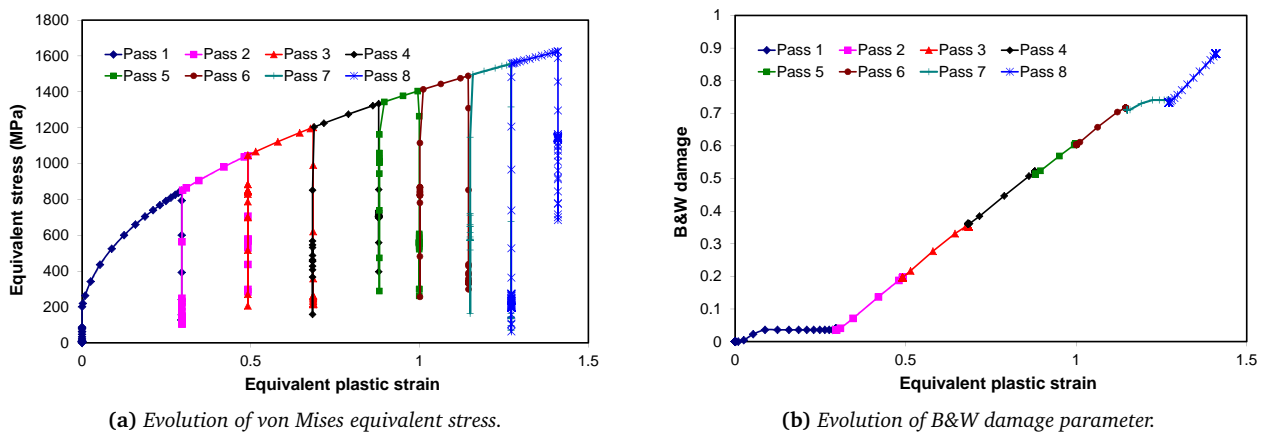 1800
1600
1400
1200
1000
800
600
400
200
0
Equivalent stress (MPa)
Pass 1 Pass 2 Pass 3 Pass 4
Pass 5 Pass 6 Pass 7 Pass 8
0 0.5 1 1.5
Equivalent plastic strain
(a) Evolution of von Mises equivalent stress.
1
0.9
0.8
0.7
0.6
0.5
0.4
0.3
0.2
0.1
0
B&W damage
Pass 1 Pass 2 Pass 3 Pass 4
Pass 5 Pass 6 Pass 7 Pass 8
0 0.5 1 1.5
Equivalent plastic strain
(b) Evolution of B&W damage parameter.